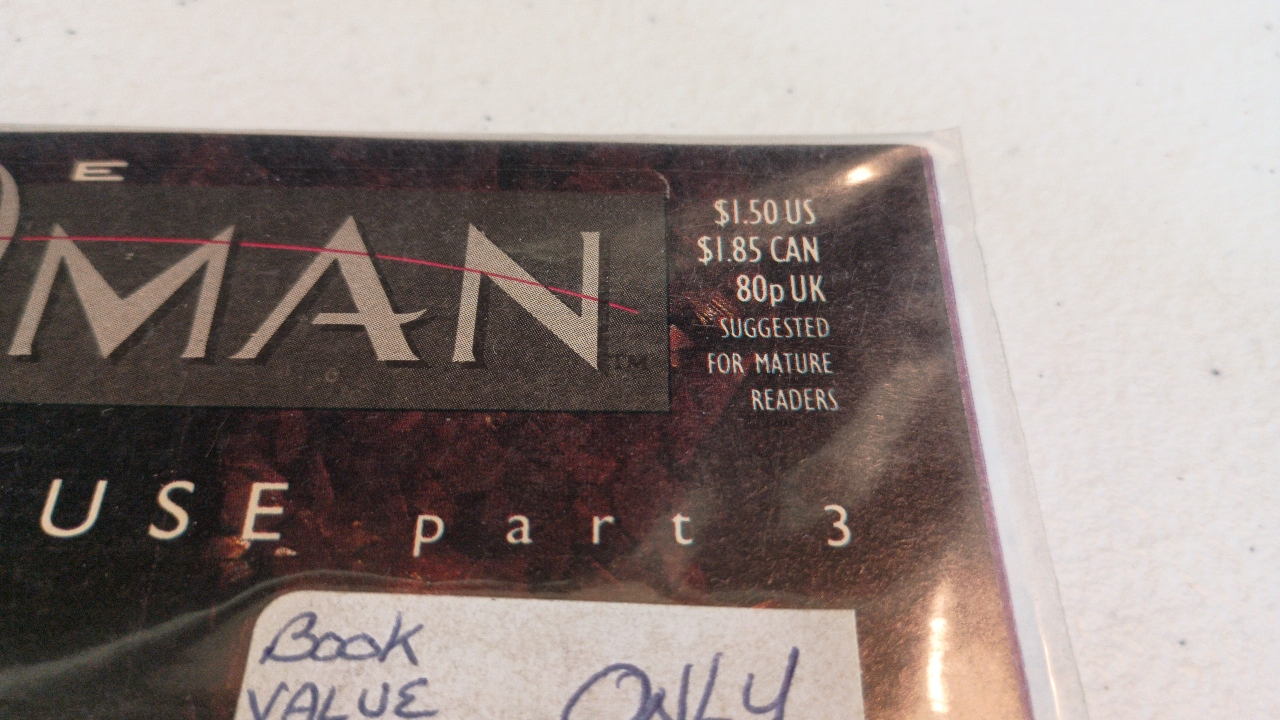 E
MAN
TM
$1.50 US
$1.85 CAN
80p UK
SUGGESTED
FOR MATURE
READERS
USE part 3
Book
VALUE
ONLY